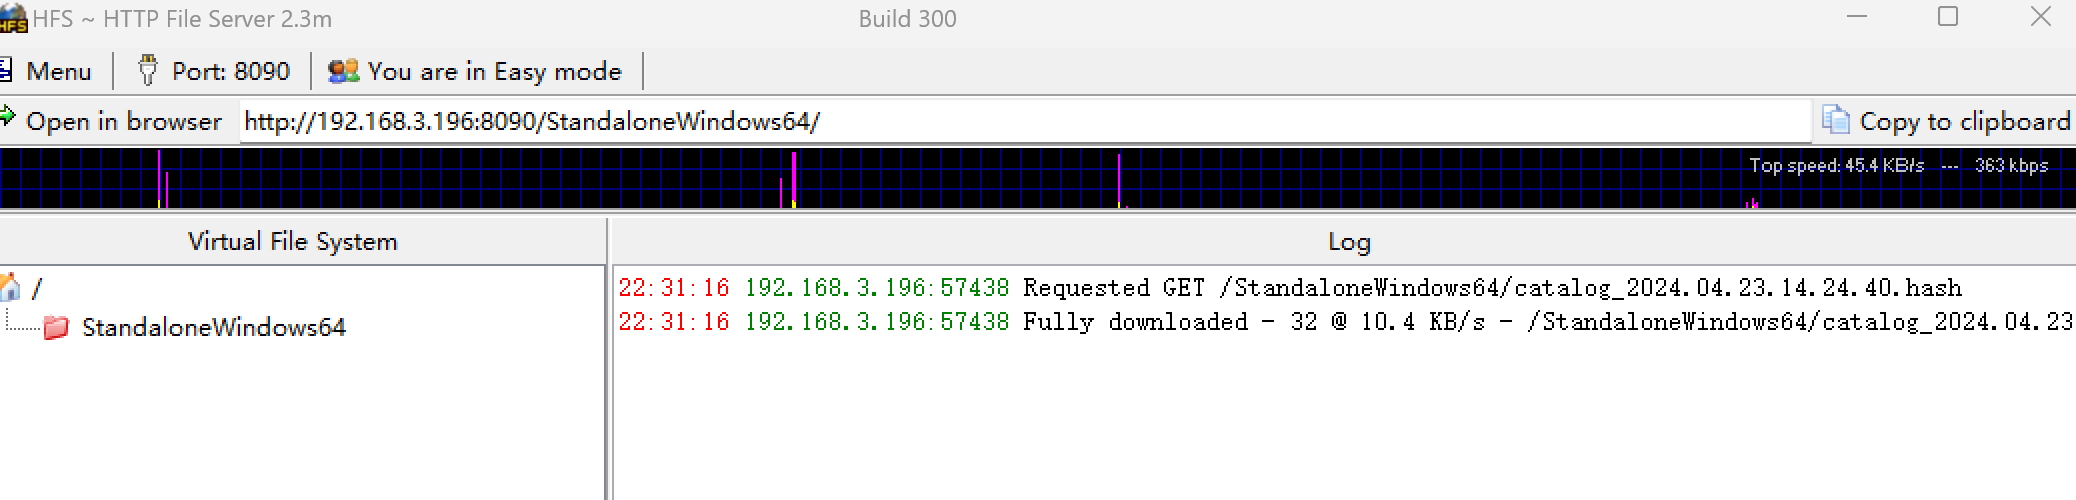 HFS ~ HTTP File Server 2.3m Build 300
Menu Port: 8090 You are in Easy mode
Open in browser http://192.168.3.196:8090/StandaloneWindows64/ Copy to clipboard
Top speed: 45.4 KB/s --- 363 kbps
Virtual File System Log
/
StandaloneWindows64
22:31:16 192.168.3.196:57438 Requested GET /StandaloneWindows64/catalog_2024.04.23.14.24.40.hash
22:31:16 192.168.3.196:57438 Fully downloaded - 32 @ 10.4 KB/s - /StandaloneWindows64/catalog_2024.04.23